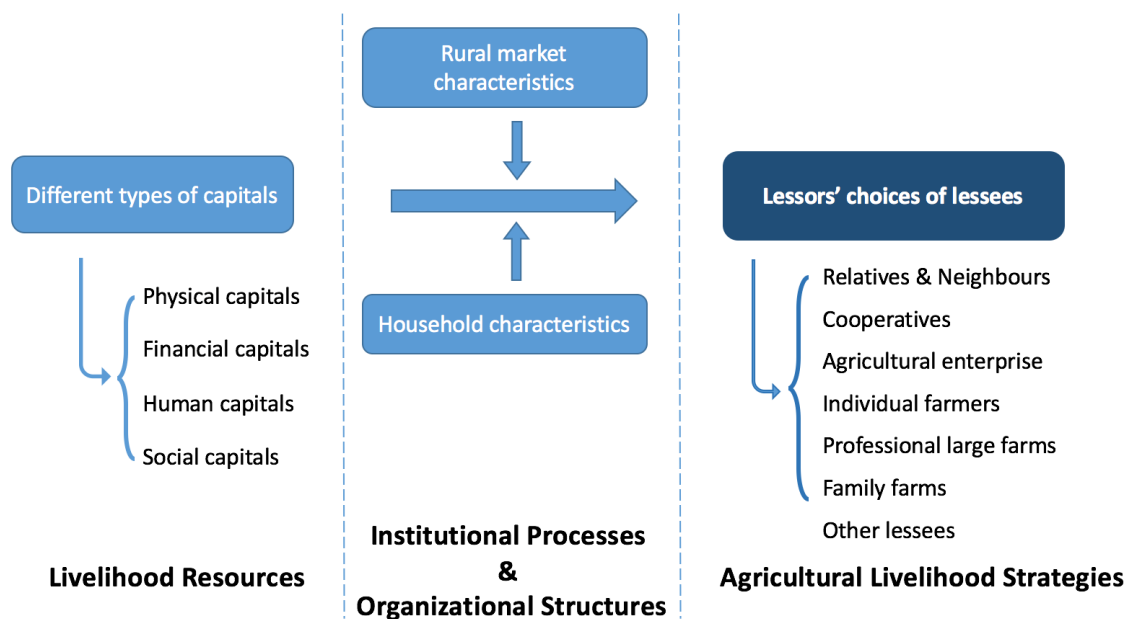 Different types of capitals
Physical capitals
Financial capitals
Human capitals
Social capitals
Livelihood Resources
Rural market
characteristics
Household characteristics
Institutional Processes
&
Organizational Structures
Lessors’ choices of lessees
Relatives & Neighbours
Cooperatives
Agricultural enterprise
Individual farmers
Professional large farms
Family farms
Other lessees
Agricultural Livelihood Strategies